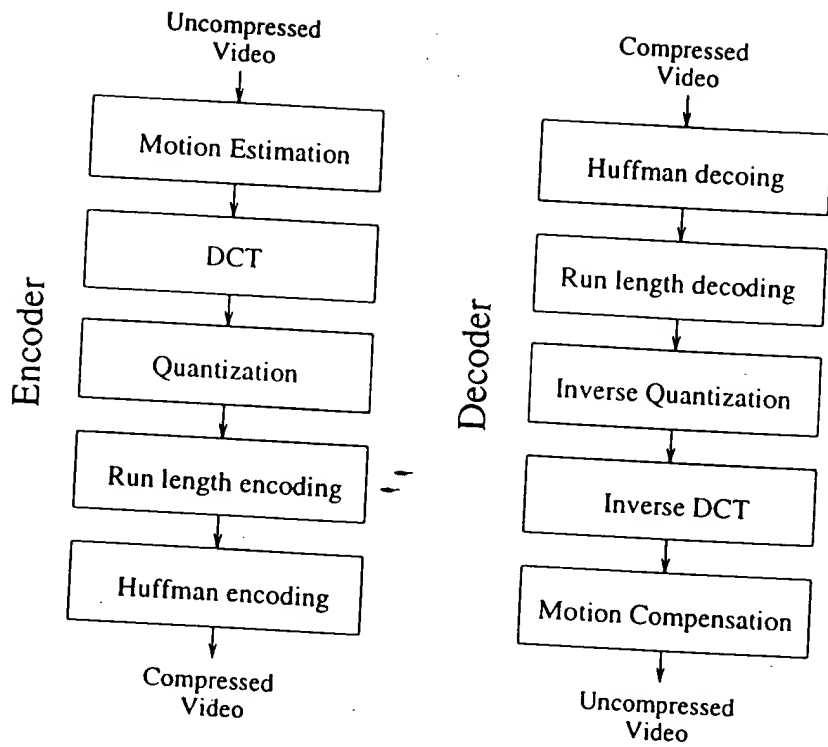 Uncompressed
Video
Motion Estimation
DCT
Quantization
Run length encoding
Huffman encoding
Compressed
Video
Encoder
Compressed
Video
Huffman decoing
Run length decoding
Inverse Quantization
Inverse DCT
Motion Compensation
Uncompressed
Video
Decoder